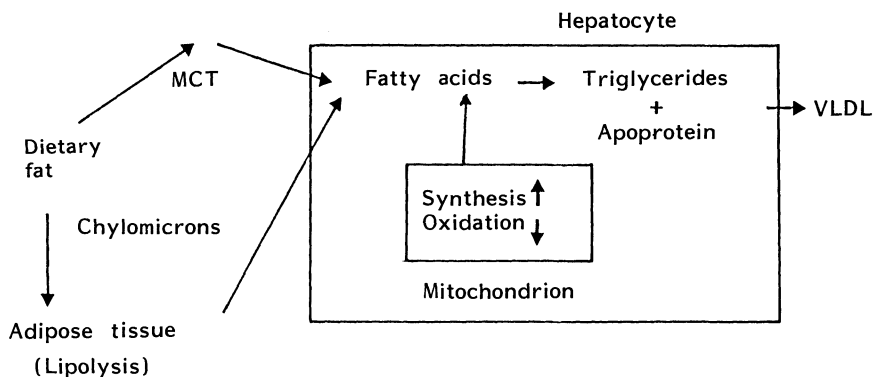 Hepatocyte
MCT
Fatty acids
Triglycerides
+
Apoprotein
VLDL
Dietary
fat
Synthesis
Oxidation
Chylomicrons
Mitochondrion
Adipose tissue
(Lipolysis)